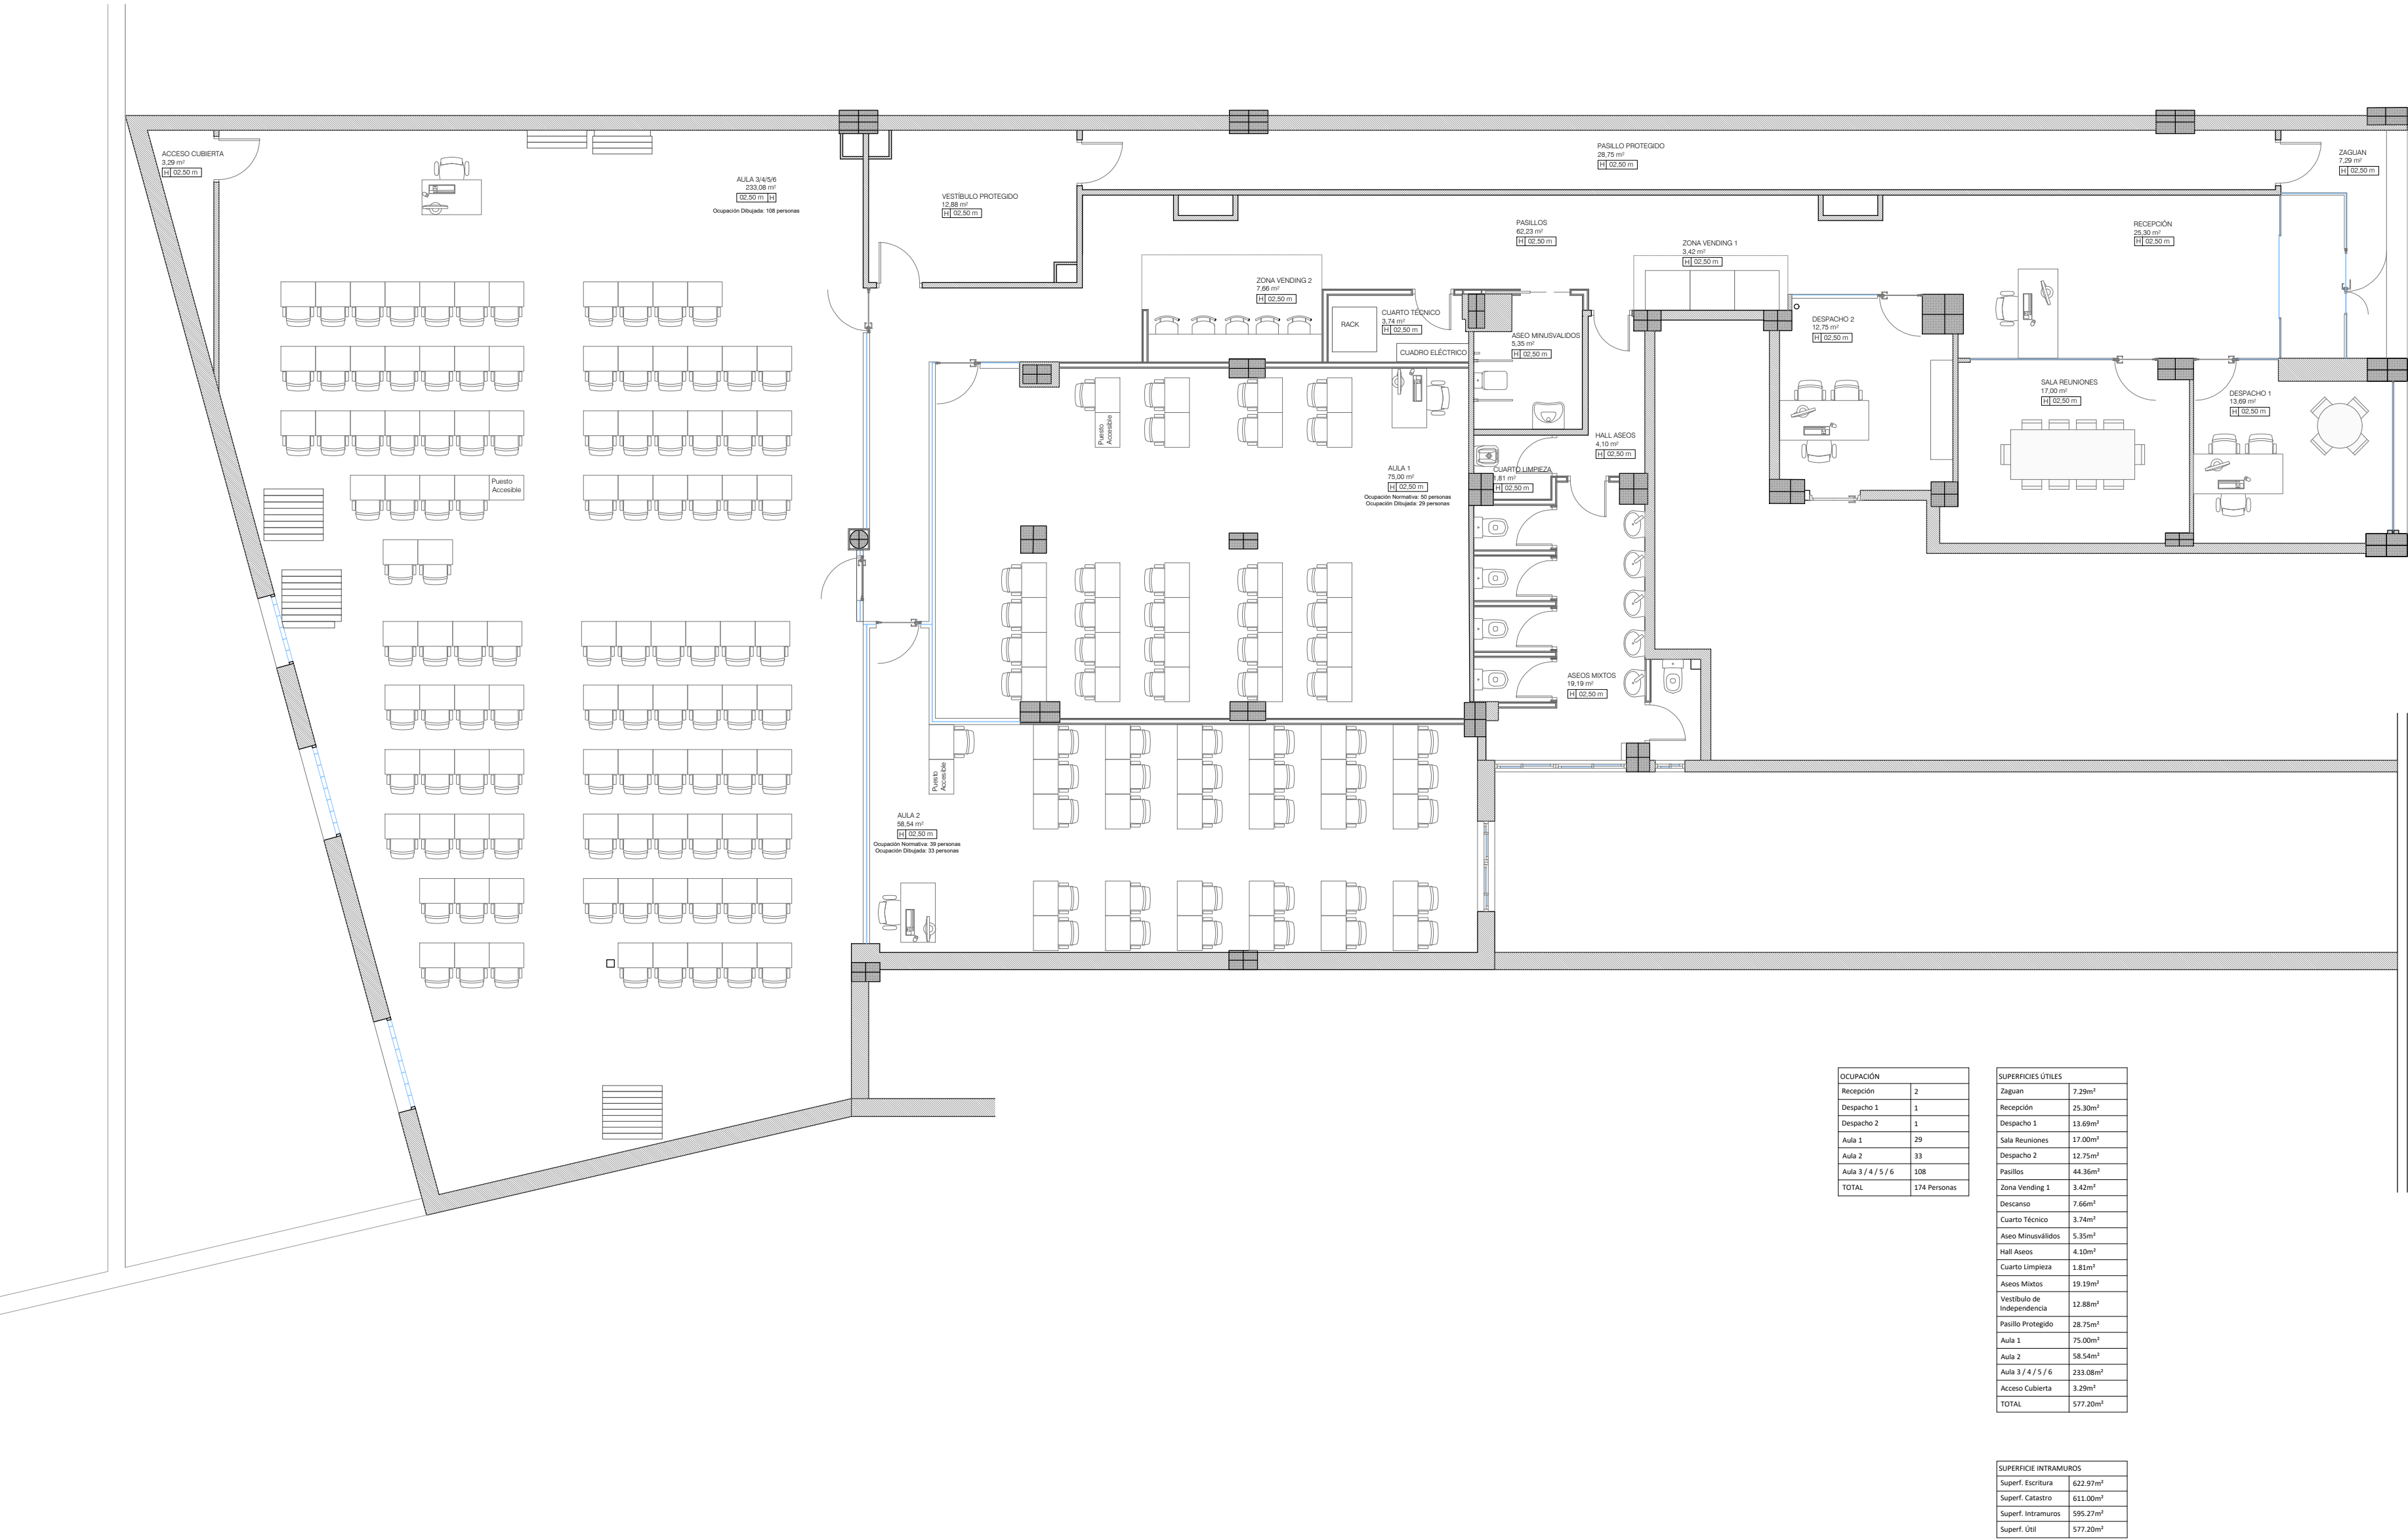 ACCESO CUBIERTA
3,29 m²
H 02,50 m
AULA 3/4/5/6
233,08 m²
02,50 m H
Ocupación Dibujada: 108 personas
VESTÍBULO PROTEGIDO
12,88 m²
H 02,50 m
PASILLO PROTEGIDO
28,75 m²
H 02,50 m
ZAGUAN
7,29 m²
H 02,50 m
PASILLOS
62,23 m²
H 02,50 m
RECEPCIÓN
25,30 m²
H 02,50 m
ZONA VENDING 1
3,42 m²
H 02,50 m
ZONA VENDING 2
7,66 m²
H 02,50 m
RACK
CUARTO TÉCNICO
3,74 m²
H 02,50 m
CUADRO ELÉCTRICO
ASEO MINUSVALIDOS
5,35 m²
H 02,50 m
DESPACHO 2
12,75 m²
H 02,50 m
SALA REUNIONES
17,00 m²
H 02,50 m
DESPACHO 1
13,69 m²
H 02,50 m
Puesto
Accesible
HALL ASEOS
4,10 m²
H 02,50 m
AULA 1
75,00 m²
H 02,50 m
Ocupación Normativa: 50 personas
Ocupación Dibujada: 29 personas
CUARTO LIMPIEZA
1,81 m²
H 02,50 m
Puesto
Accesible
ASEOS MIXTOS
19,19 m²
H 02,50 m
Puesto
Accesible
AULA 2
58,54 m²
H 02,50 m
Ocupación Normativa: 39 personas
Ocupación Dibujada: 33 personas
OCUPACIÓN
Recepción 2
Despacho 1 1
Despacho 2 1
Aula 1 29
Aula 2 33
Aula 3 / 4 / 5 / 6 108
TOTAL 174 Personas
SUPERFICIES ÚTILES
Zaguan 7.29m²
Recepción 25.30m²
Despacho 1 13.69m²
Sala Reuniones 17.00m²
Despacho 2 12.75m²
Pasillos 44.36m²
Zona Vending 1 3.42m²
Descanso 7.66m²
Cuarto Técnico 3.74m²
Aseo Minusválidos 5.35m²
Hall Aseos 4.10m²
Cuarto Limpieza 1.81m²
Aseos Mixtos 19.19m²
Vestíbulo de
Independencia 12.88m²
Pasillo Protegido 28.75m²
Aula 1 75.00m²
Aula 2 58.54m²
Aula 3 / 4 / 5 / 6 233.08m²
Acceso Cubierta 3.29m²
TOTAL 577.20m²
SUPERFICIE INTRAMUROS
Superf. Escritura 622.97m²
Superf. Catastro 611.00m²
Superf. Intramuros 595.27m²
Superf. Útil 577.20m²